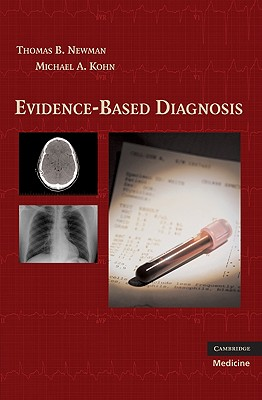 THOMAS B. NEWMAN
MICHAEL A. KOHN
EVIDENCE-BASED DIAGNOSIS
CAMBRIDGE
Medicine